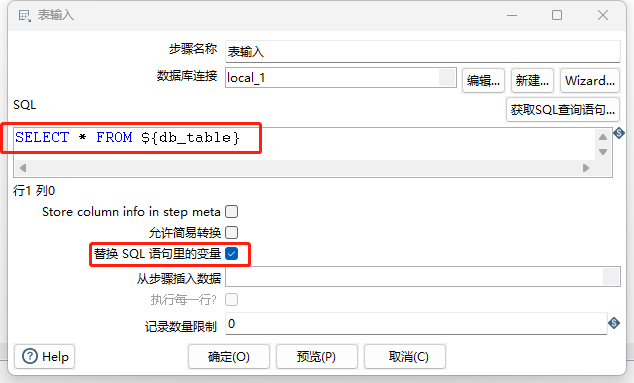 表输入
步骤名称 表输入
数据库连接 local_1 编辑... 新建... Wizard...
SQL 获取SQL查询语句...
SELECT * FROM ${db_table}
行1 列0
Store column info in step meta
允许简易转换
替换 SQL 语句里的变量
从步骤插入数据
执行每一行?
记录数量限制 0
Help 确定(O) 预览(P) 取消(C)